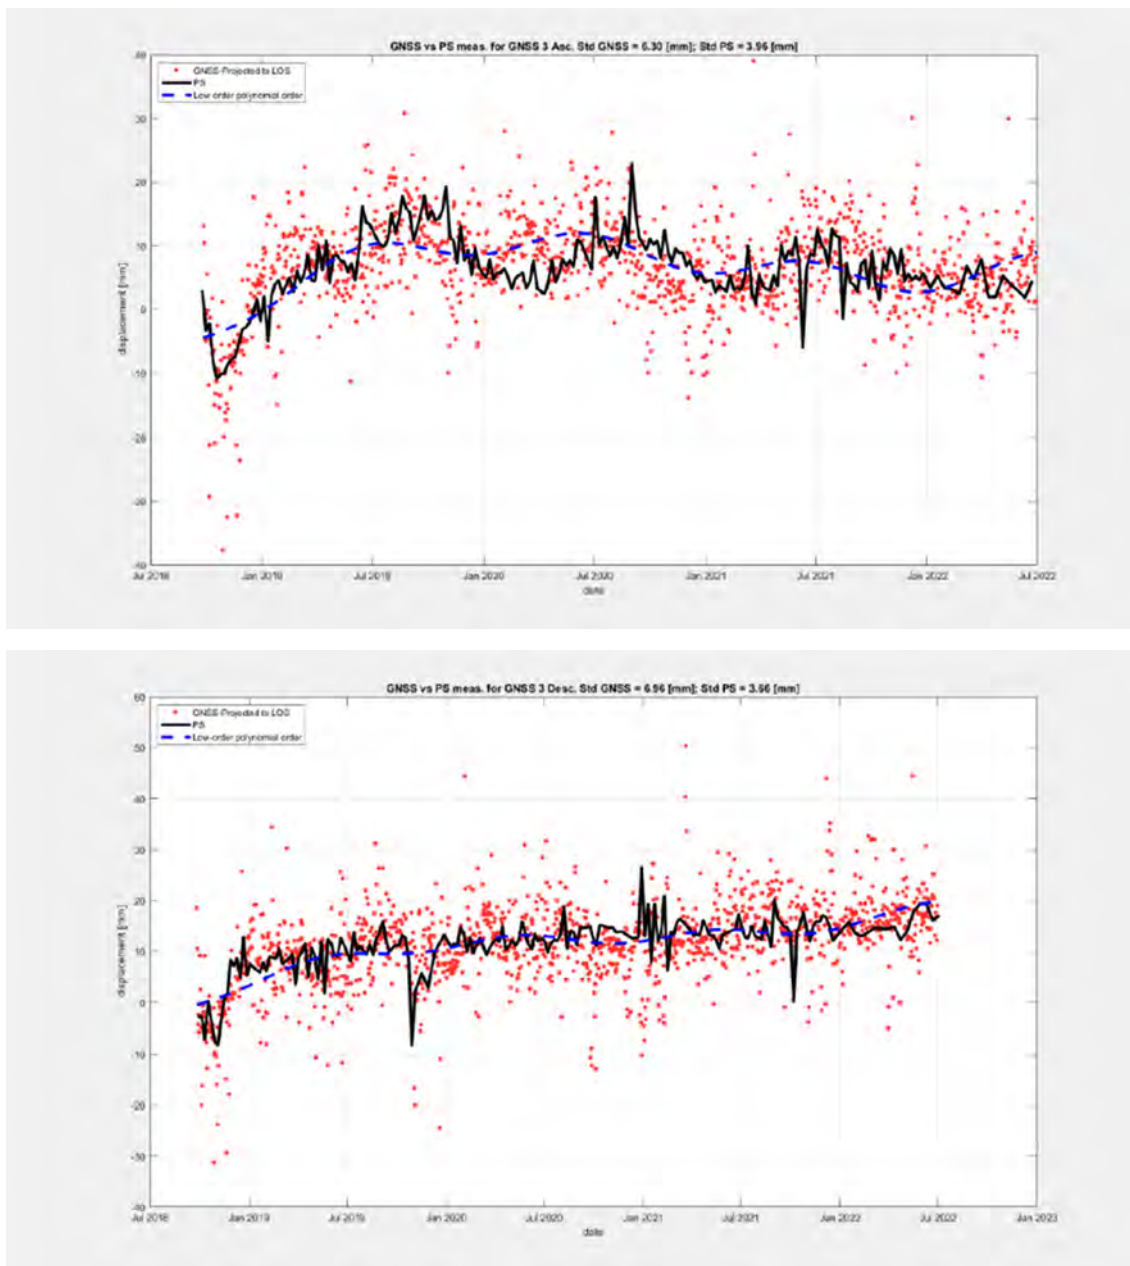 GNSS vs PS meas. for GNSS 3 Asc. Std GNSS = 6.30 [mm]; Std PS = 3.96 [mm]
GNSS-Projected to LOS
PS
Low-order polynomial order
displacement [mm]
40
30
20
10
0
-10
-20
-30
-40
Jul 2018 Jan 2019 Jul 2019 Jan 2020 Jul 2020 Jan 2021 Jul 2021 Jan 2022 Jul 2022
date
GNSS vs PS meas. for GNSS 3 Desc. Std GNSS = 6.96 [mm]; Std PS = 3.66 [mm]
GNSS-Projected to LOS
PS
Low-order polynomial order
displacement [mm]
60
50
40
30
20
10
0
-10
-20
-30
-40
Jul 2018 Jan 2019 Jul 2019 Jan 2020 Jul 2020 Jan 2021 Jul 2021 Jan 2022 Jul 2022 Jan 2023
date